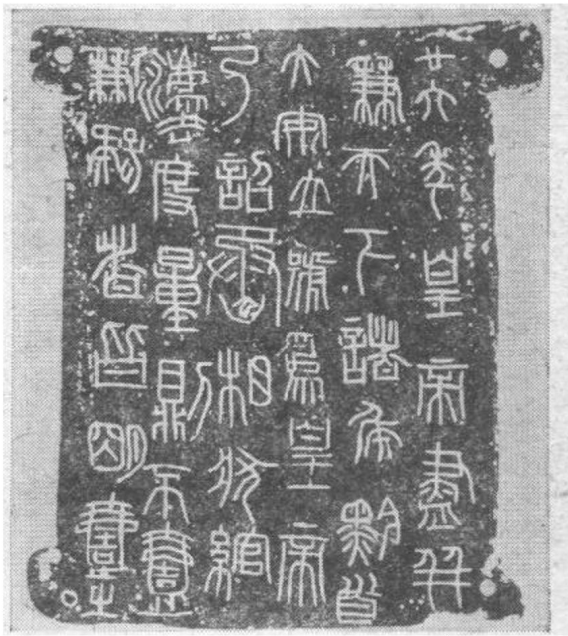 廿六年皇帝盡并
兼天下諸侯黔首
大安立號為皇帝
乃詔丞相狀綰
灋度量則不壹
歉疑者皆明壹之